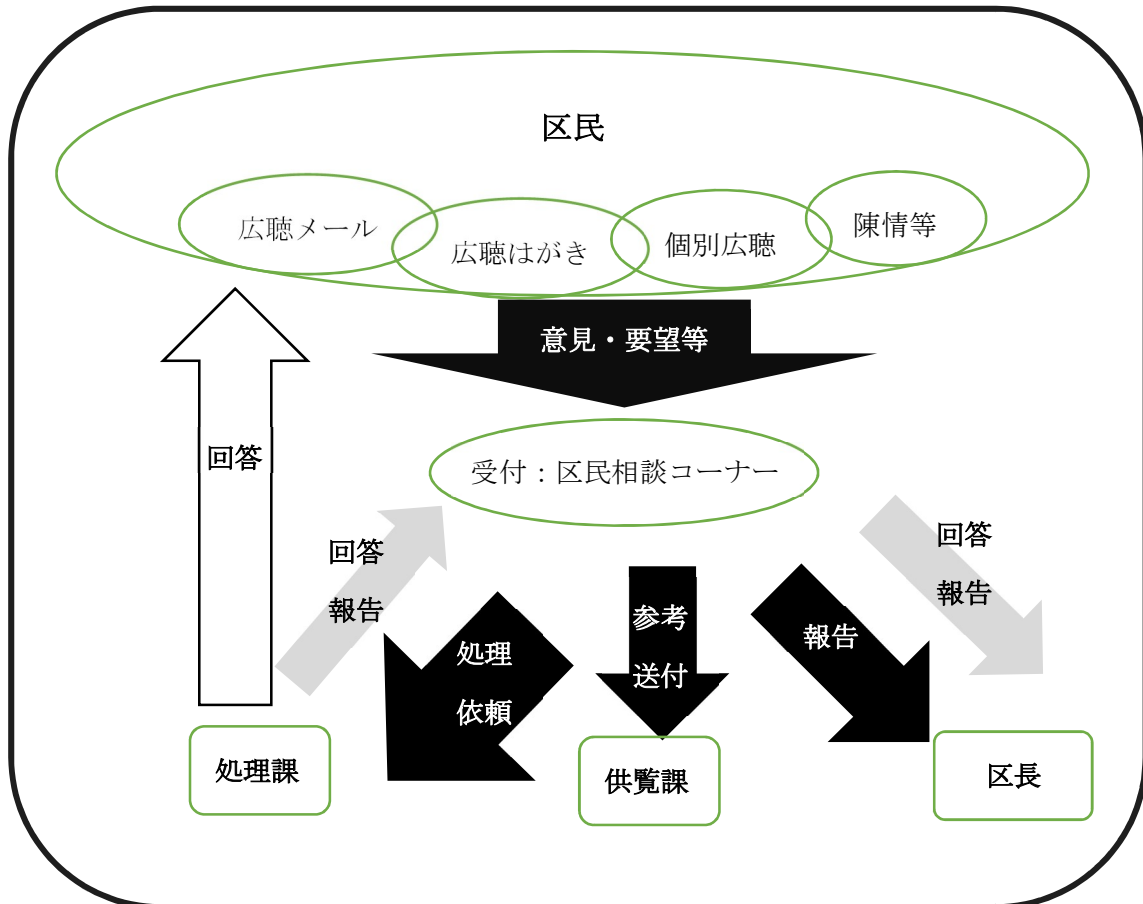 区民
広聴メール
広聴はがき
個別広聴
陳情等
意見・要望等
受付：区民相談コーナー
回答
回答
報告
処理
依頼
参考
送付
報告
回答
報告
処理課
供覧課
区長